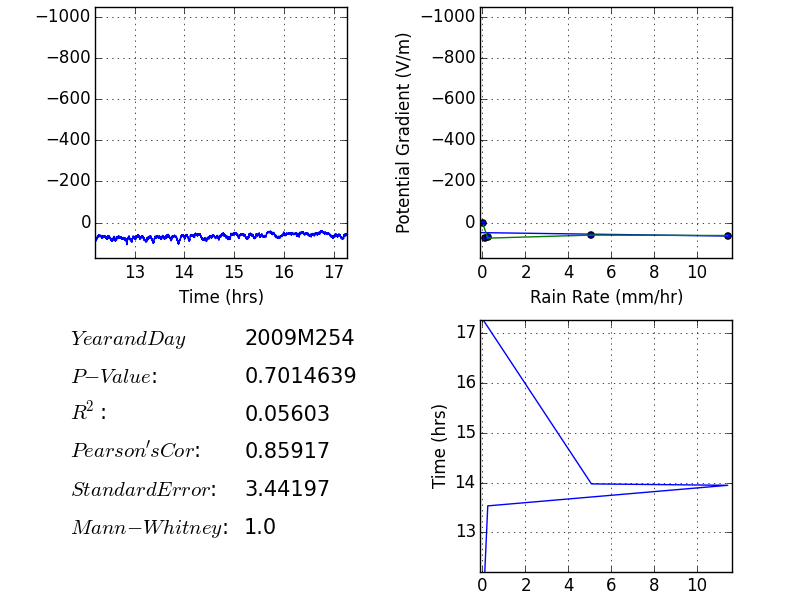 −1000
−800
−600
−400
−200
0
13 14 15 16 17
Time (hrs)
−1000
−800
−600
−400
−200
0
Potential Gradient (V/m)
0 2 4 6 8 10
Rain Rate (mm/hr)
YearandDay 2009M254
P−Value: 0.7014639
R²: 0.05603
Pearson'sCor: 0.85917
StandardError: 3.44197
Mann−Whitney: 1.0
17
16
15
14
13
Time (hrs)
0 2 4 6 8 10